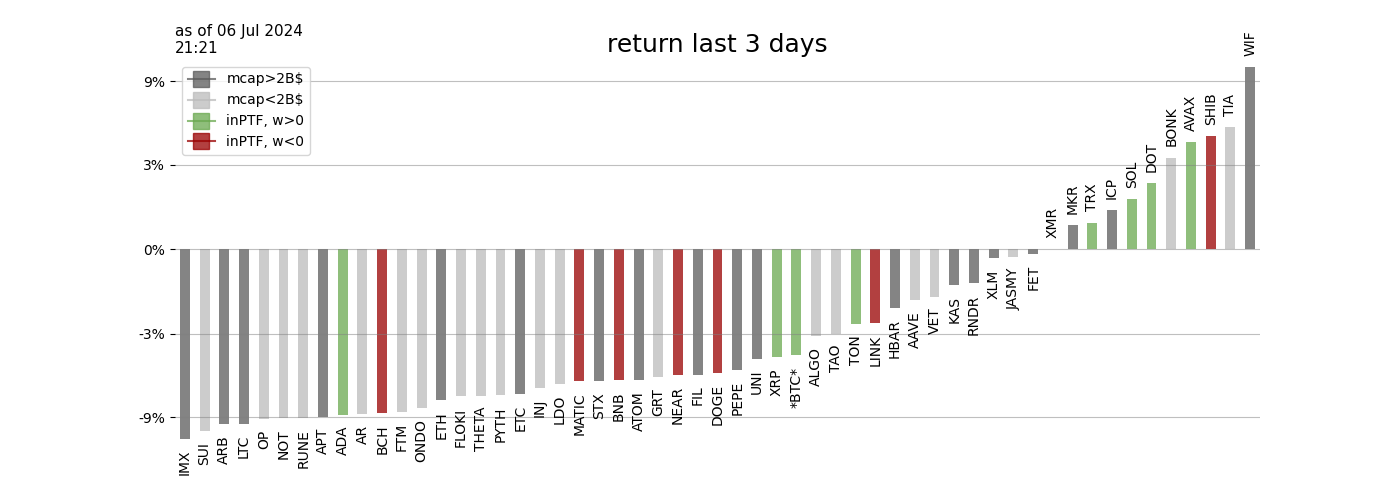 as of 06 Jul 2024
21:21
return last 3 days
mcap>2B$
mcap<2B$
inPTF, w>0
inPTF, w<0
9%
3%
0%
-3%
-9%
IMX
SUI
ARB
LTC
OP
NOT
RUNE
APT
ADA
AR
BCH
FTM
ONDO
ETH
FLOKI
THETA
PYTH
ETC
INJ
LDO
MATIC
STX
BNB
ATOM
GRT
NEAR
FIL
DOGE
PEPE
UNI
XRP
*BTC*
ALGO
TAO
TON
LINK
HBAR
AAVE
VET
KAS
RNDR
XLM
JASMY
FET
XMR
MKR
TRX
ICP
SOL
DOT
BONK
AVAX
SHIB
TIA
WIF